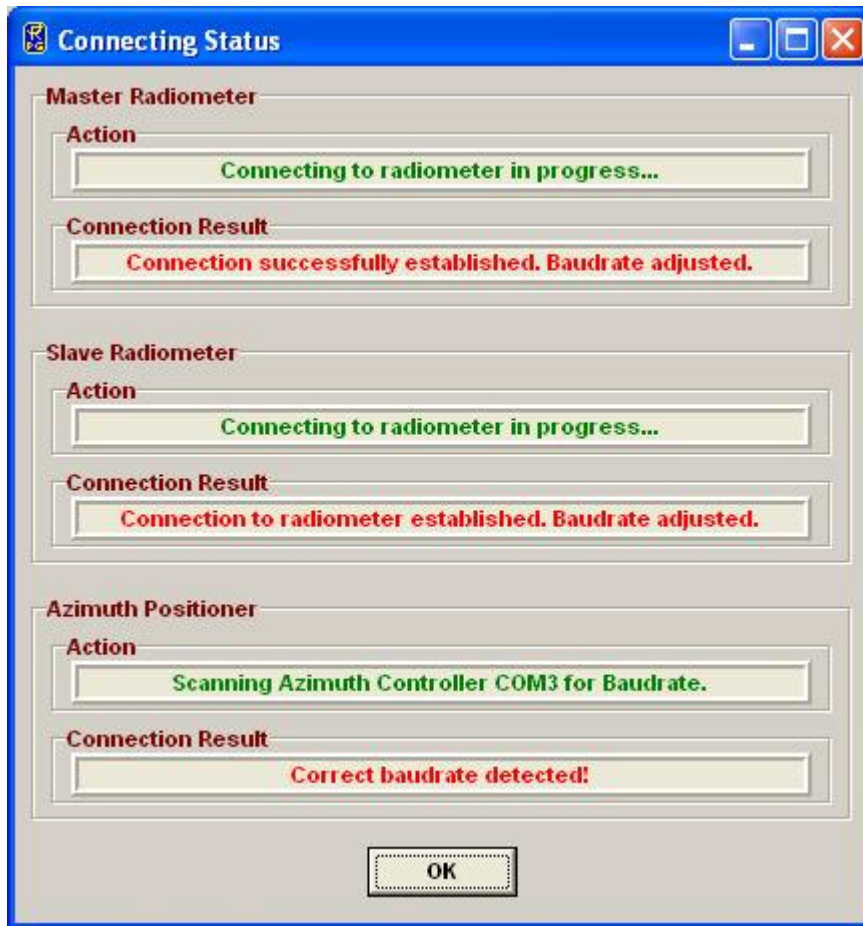 Connecting Status
Master Radiometer
Action
Connecting to radiometer in progress...
Connection Result
Connection successfully established. Baudrate adjusted.
Slave Radiometer
Action
Connecting to radiometer in progress...
Connection Result
Connection to radiometer established. Baudrate adjusted.
Azimuth Positioner
Action
Scanning Azimuth Controller COM3 for Baudrate.
Connection Result
Correct baudrate detected!
OK